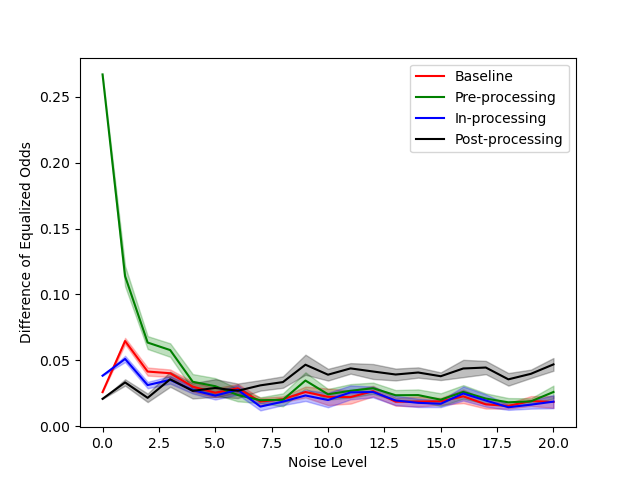 Baseline
Pre-processing
In-processing
Post-processing
Difference of Equalized Odds
0.25
0.20
0.15
0.10
0.05
0.00
0.0 2.5 5.0 7.5 10.0 12.5 15.0 17.5 20.0
Noise Level